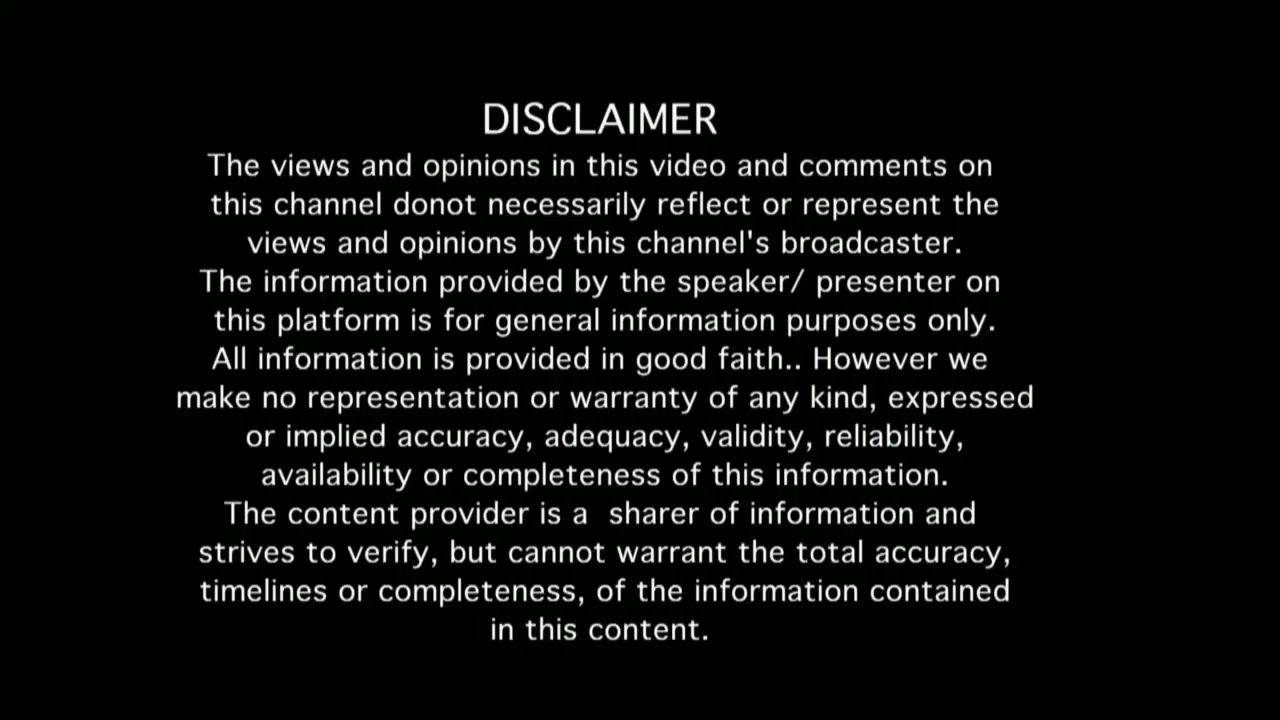 DISCLAIMER
The views and opinions in this video and comments on
this channel donot necessarily reflect or represent the
views and opinions by this channel's broadcaster.
The information provided by the speaker/ presenter on
this platform is for general information purposes only.
All information is provided in good faith.. However we
make no representation or warranty of any kind, expressed
or implied accuracy, adequacy, validity, reliability,
availability or completeness of this information.
The content provider is a  sharer of information and
strives to verify, but cannot warrant the total accuracy,
timelines or completeness, of the information contained
in this content.